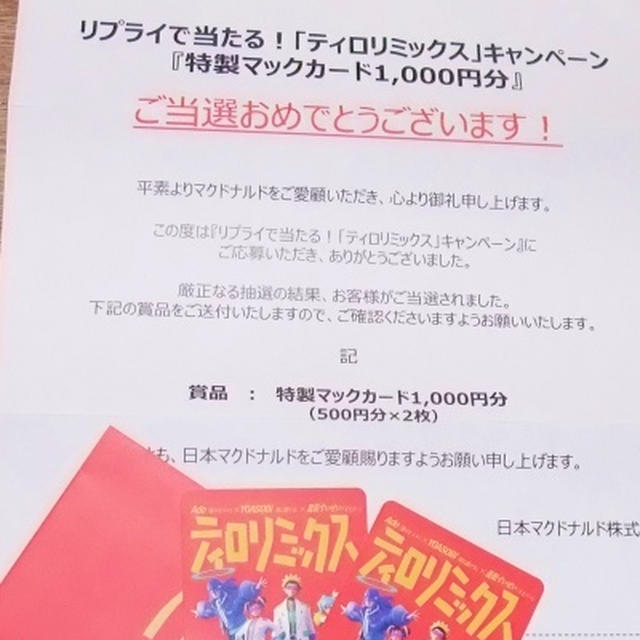 リプライで当たる！「ティロリミックス」キャンペーン
『特製マックカード1,000円分』
ご当選おめでとうございます！
平素よりマクドナルドをご愛顧いただき、心より御礼申し上げます。
この度は『リプライで当たる！「ティロリミックス」キャンペーン』に
ご応募いただき、ありがとうございました。
厳正なる抽選の結果、お客様がご当選されました。
下記の賞品をご送付いたしますので、ご確認くださいますようお願いいたします。
記
賞品 ： 特製マックカード1,000円分
（500円分×2枚）
も、日本マクドナルドをご愛顧賜りますようお願い申し上げます。
日本マクドナルド株式
Ado × YOASOBI ×
ティロリミックス
Ado × YOASOBI ×
ティロリミックス